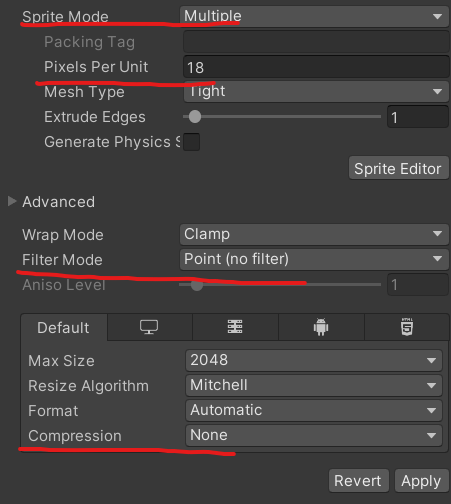 Sprite Mode Multiple
Packing Tag
Pixels Per Unit 18
Mesh Type Tight
Extrude Edges 1
Generate Physics S
Sprite Editor
Advanced
Wrap Mode Clamp
Filter Mode Point (no filter)
Aniso Level 1
Default HTML 5
Max Size 2048
Resize Algorithm Mitchell
Format Automatic
Compression None
Revert Apply